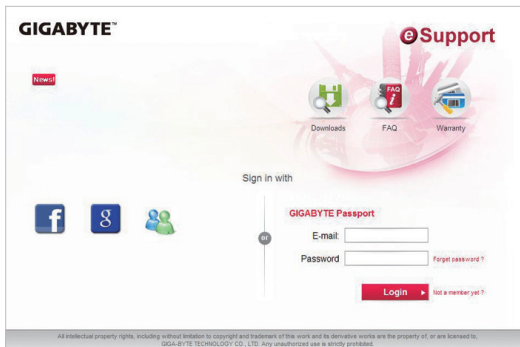 GIGABYTE™
eSupport
News!
FAQ
Downloads
FAQ
Warranty
Sign in with
f
g
or
GIGABYTE Passport
E-mail:
Password
Forget password ?
Login
Not a member yet ?
All intellectual property rights, including without limitation to copyright and trademark of this work and its derivative works are the property of, or are licensed to,
GIGA-BYTE TECHNOLOGY CO., LTD. Any unauthorized use is strictly prohibited.